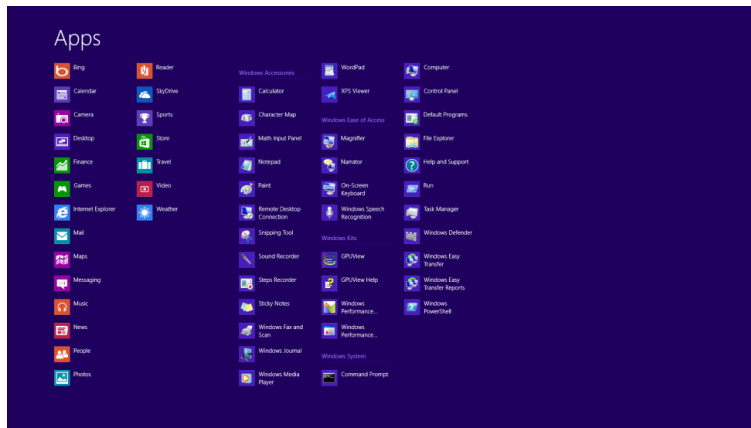 Apps
Bing
Calendar
Camera
Desktop
Finance
Games
Internet Explorer
Mail
Maps
Messaging
Music
News
People
Photos
Reader
SkyDrive
Sports
Store
Travel
Video
Weather
Windows Accessories
Calculator
Character Map
Math Input Panel
Notepad
Paint
Remote Desktop
Connection
Snipping Tool
Sound Recorder
Steps Recorder
Sticky Notes
Windows Fax and
Scan
Windows Journal
Windows Media
Player
WordPad
XPS Viewer
Windows Ease of Access
Magnifier
Narrator
On-Screen
Keyboard
Windows Speech
Recognition
Windows Kits
GPUView
GPUView Help
Windows
Performance...
Windows
Performance...
Windows System
Command Prompt
Computer
Control Panel
Default Programs
File Explorer
Help and Support
Run
Task Manager
Windows Defender
Windows Easy
Transfer
Windows Easy
Transfer Reports
Windows
PowerShell